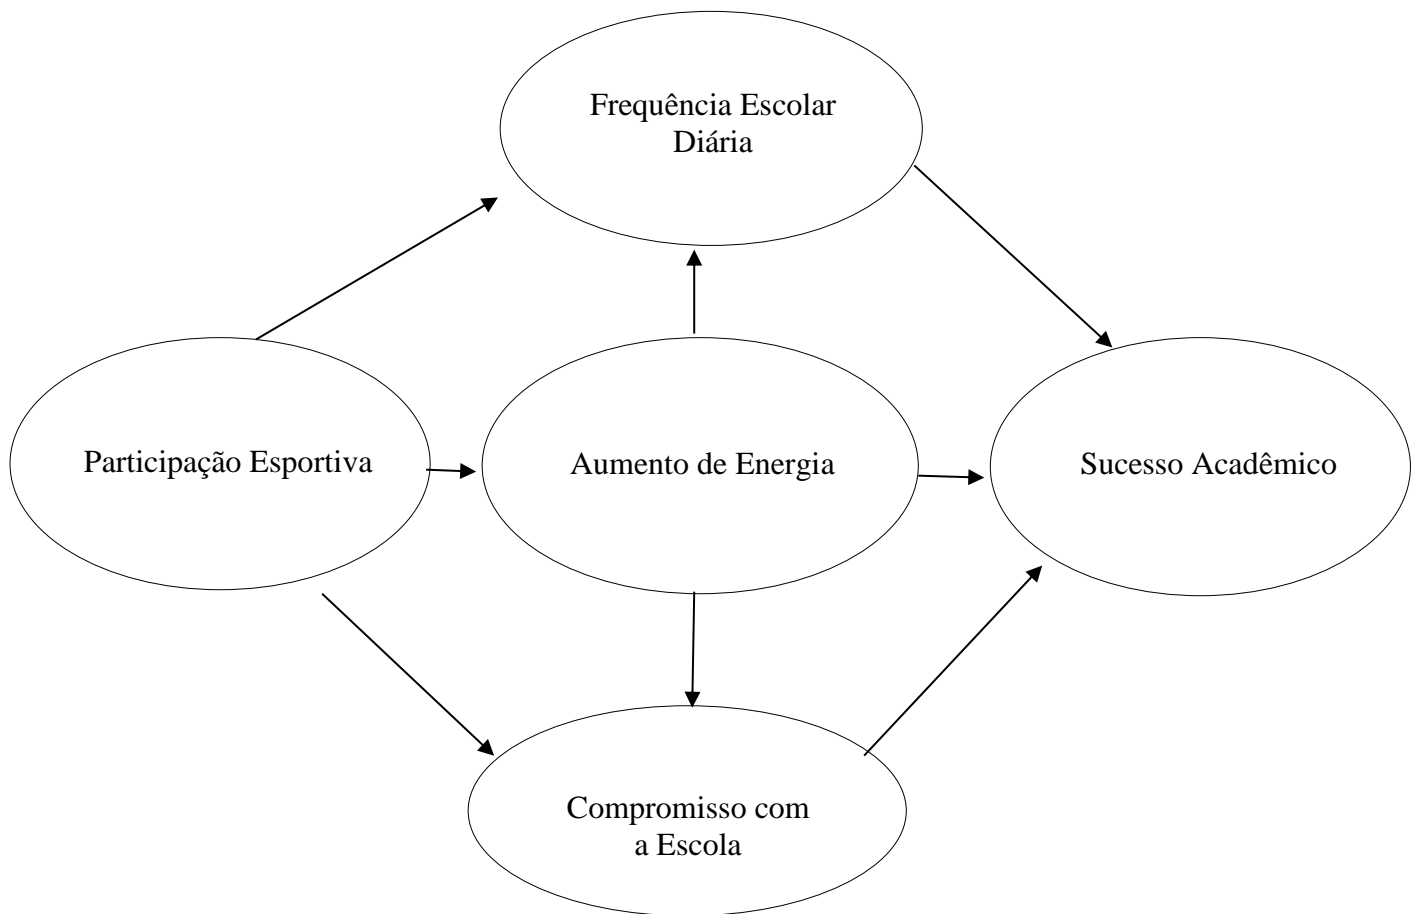 Frequência Escolar
Diária
Participação Esportiva
Aumento de Energia
Sucesso Acadêmico
Compromisso com
a Escola